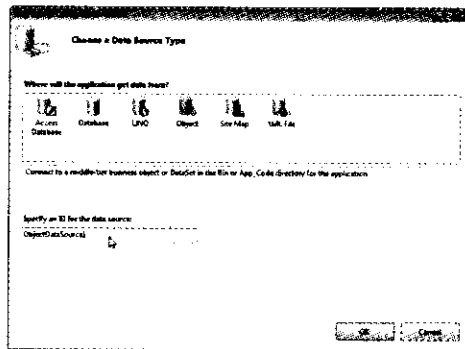 Choose a Data Source Type
Where will the application get data from?
Access Database
Database
LINQ
Object
Site Map
XML File
Connect to a middle-tier business object or DataSet in the Bin or App_Code directory for the application.
Specify an ID for the data source:
ObjectDataSource1
OK
Cancel